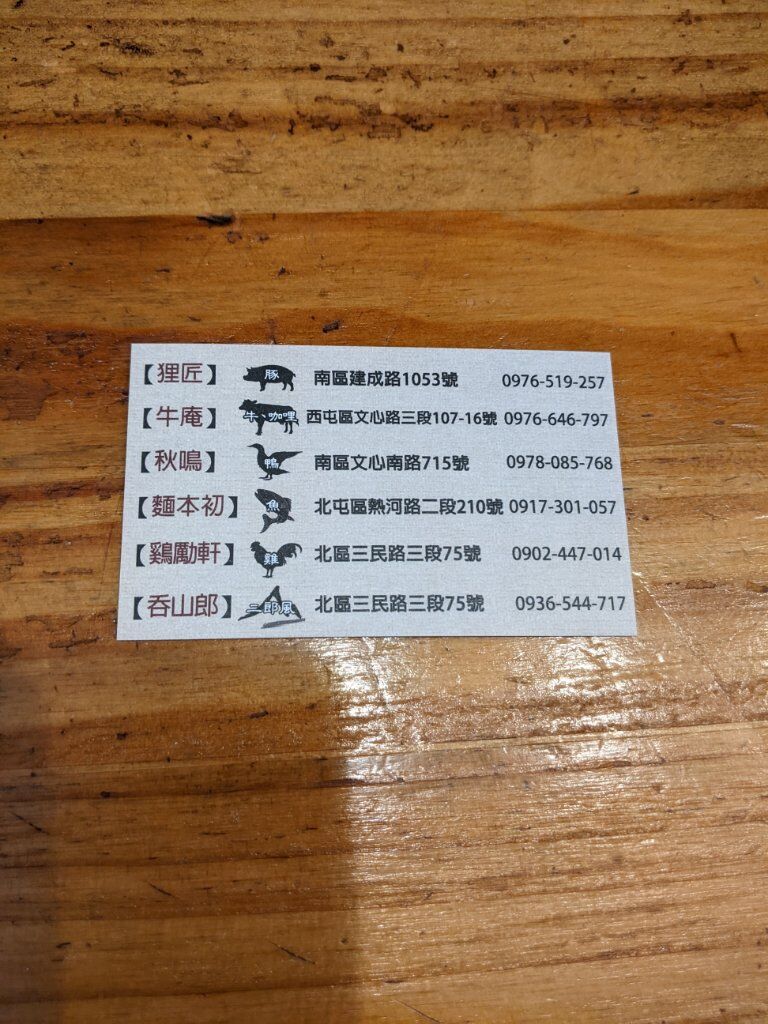 【狸匠】 豚 南區建成路1053號 0976-519-257
【牛庵】 牛、咖哩 西屯區文心路三段107-16號 0976-646-797
【秋鳴】 鴨 南區文心南路715號 0978-085-768
【麵本初】 魚 北屯區熱河路二段210號 0917-301-057
【鷄勵軒】 雞 北區三民路三段75號 0902-447-014
【呑山郎】 二郎風 北區三民路三段75號 0936-544-717